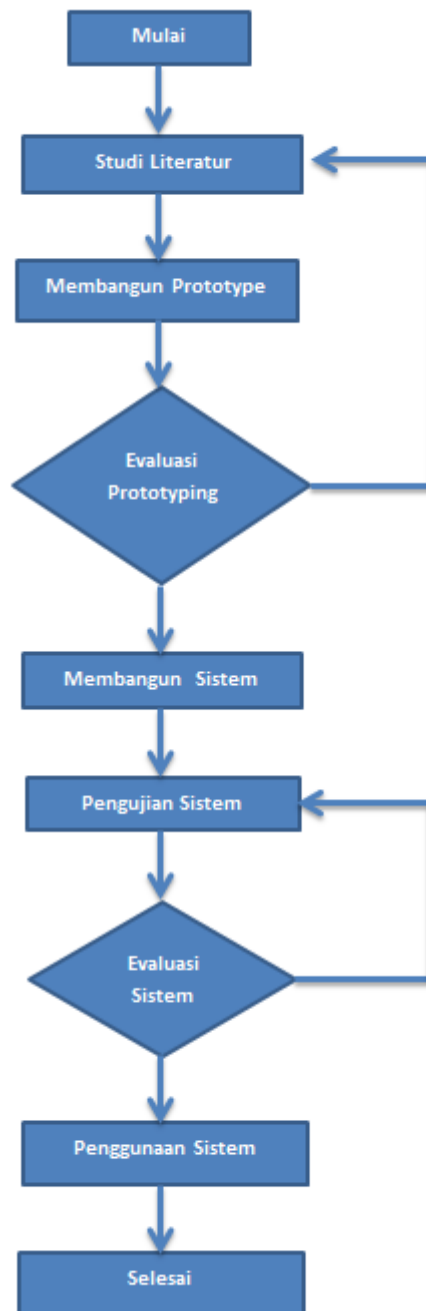 Mulai
Studi Literatur
Membangun Prototype
Evaluasi
Prototyping
Membangun Sistem
Pengujian Sistem
Evaluasi
Sistem
Penggunaan Sistem
Selesai